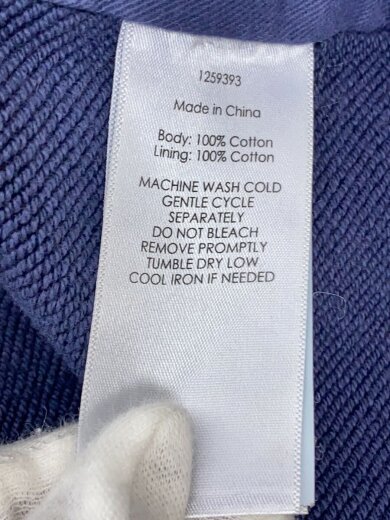 1259393
Made in China
Body: 100% Cotton
Lining: 100% Cotton
MACHINE WASH COLD
GENTLE CYCLE
SEPARATELY
DO NOT BLEACH
REMOVE PROMPTLY
TUMBLE DRY LOW
COOL IRON IF NEEDED